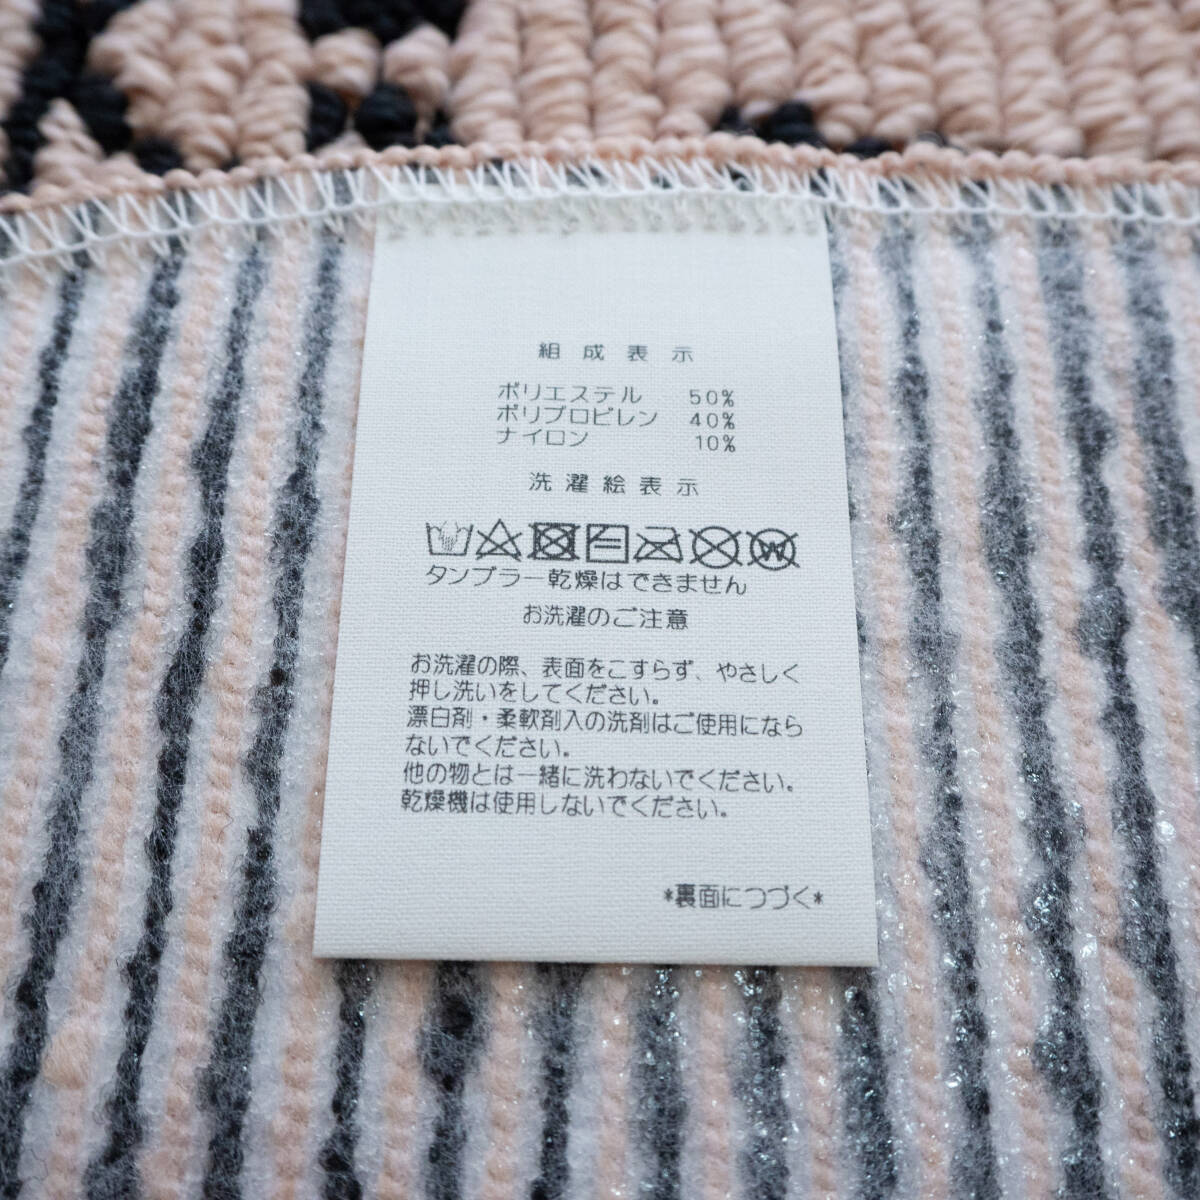 組成表示
ポリエステル 50%
ポリプロピレン 40%
ナイロン 10%
洗濯絵表示
W
タンブラー乾燥はできません
お洗濯のご注意
お洗濯の際、表面をこすらず、やさしく
押し洗いをしてください。
漂白剤・柔軟剤入の洗剤はご使用になら
ないでください。
他の物とは一緒に洗わないでください。
乾燥機は使用しないでください。
*裏面につづく*